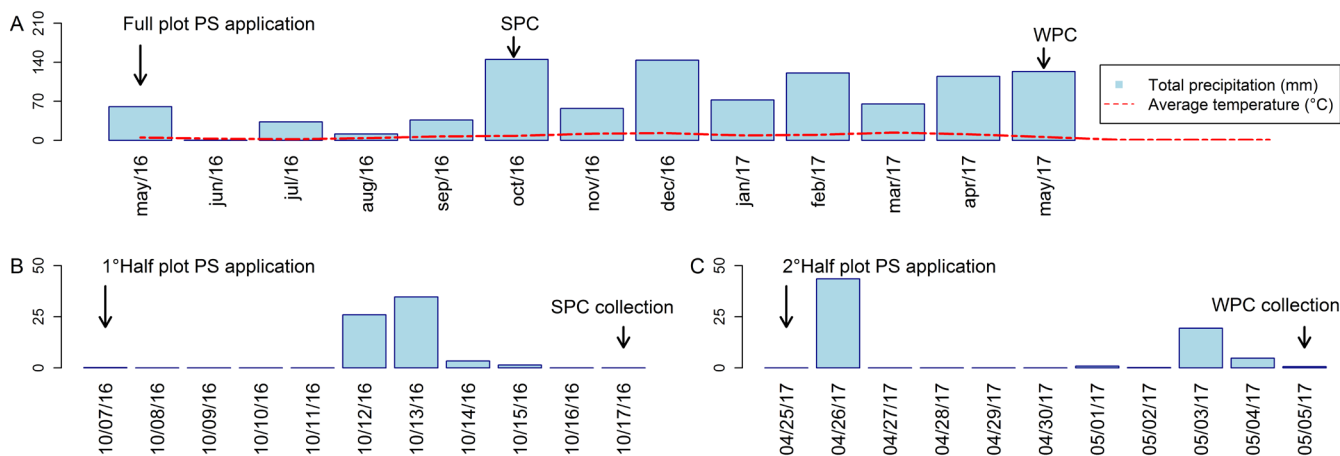 A
210
140
70
0
Full plot PS application
SPC
WPC
Total precipitation (mm)
Average temperature (°C)
may/16
jun/16
jul/16
aug/16
sep/16
oct/16
nov/16
dec/16
jan/17
feb/17
mar/17
apr/17
may/17
B
50
25
0
1°Half plot PS application
SPC collection
10/07/16
10/08/16
10/09/16
10/10/16
10/11/16
10/12/16
10/13/16
10/14/16
10/15/16
10/16/16
10/17/16
C
50
25
0
2°Half plot PS application
WPC collection
04/25/17
04/26/17
04/27/17
04/28/17
04/29/17
04/30/17
05/01/17
05/02/17
05/03/17
05/04/17
05/05/17